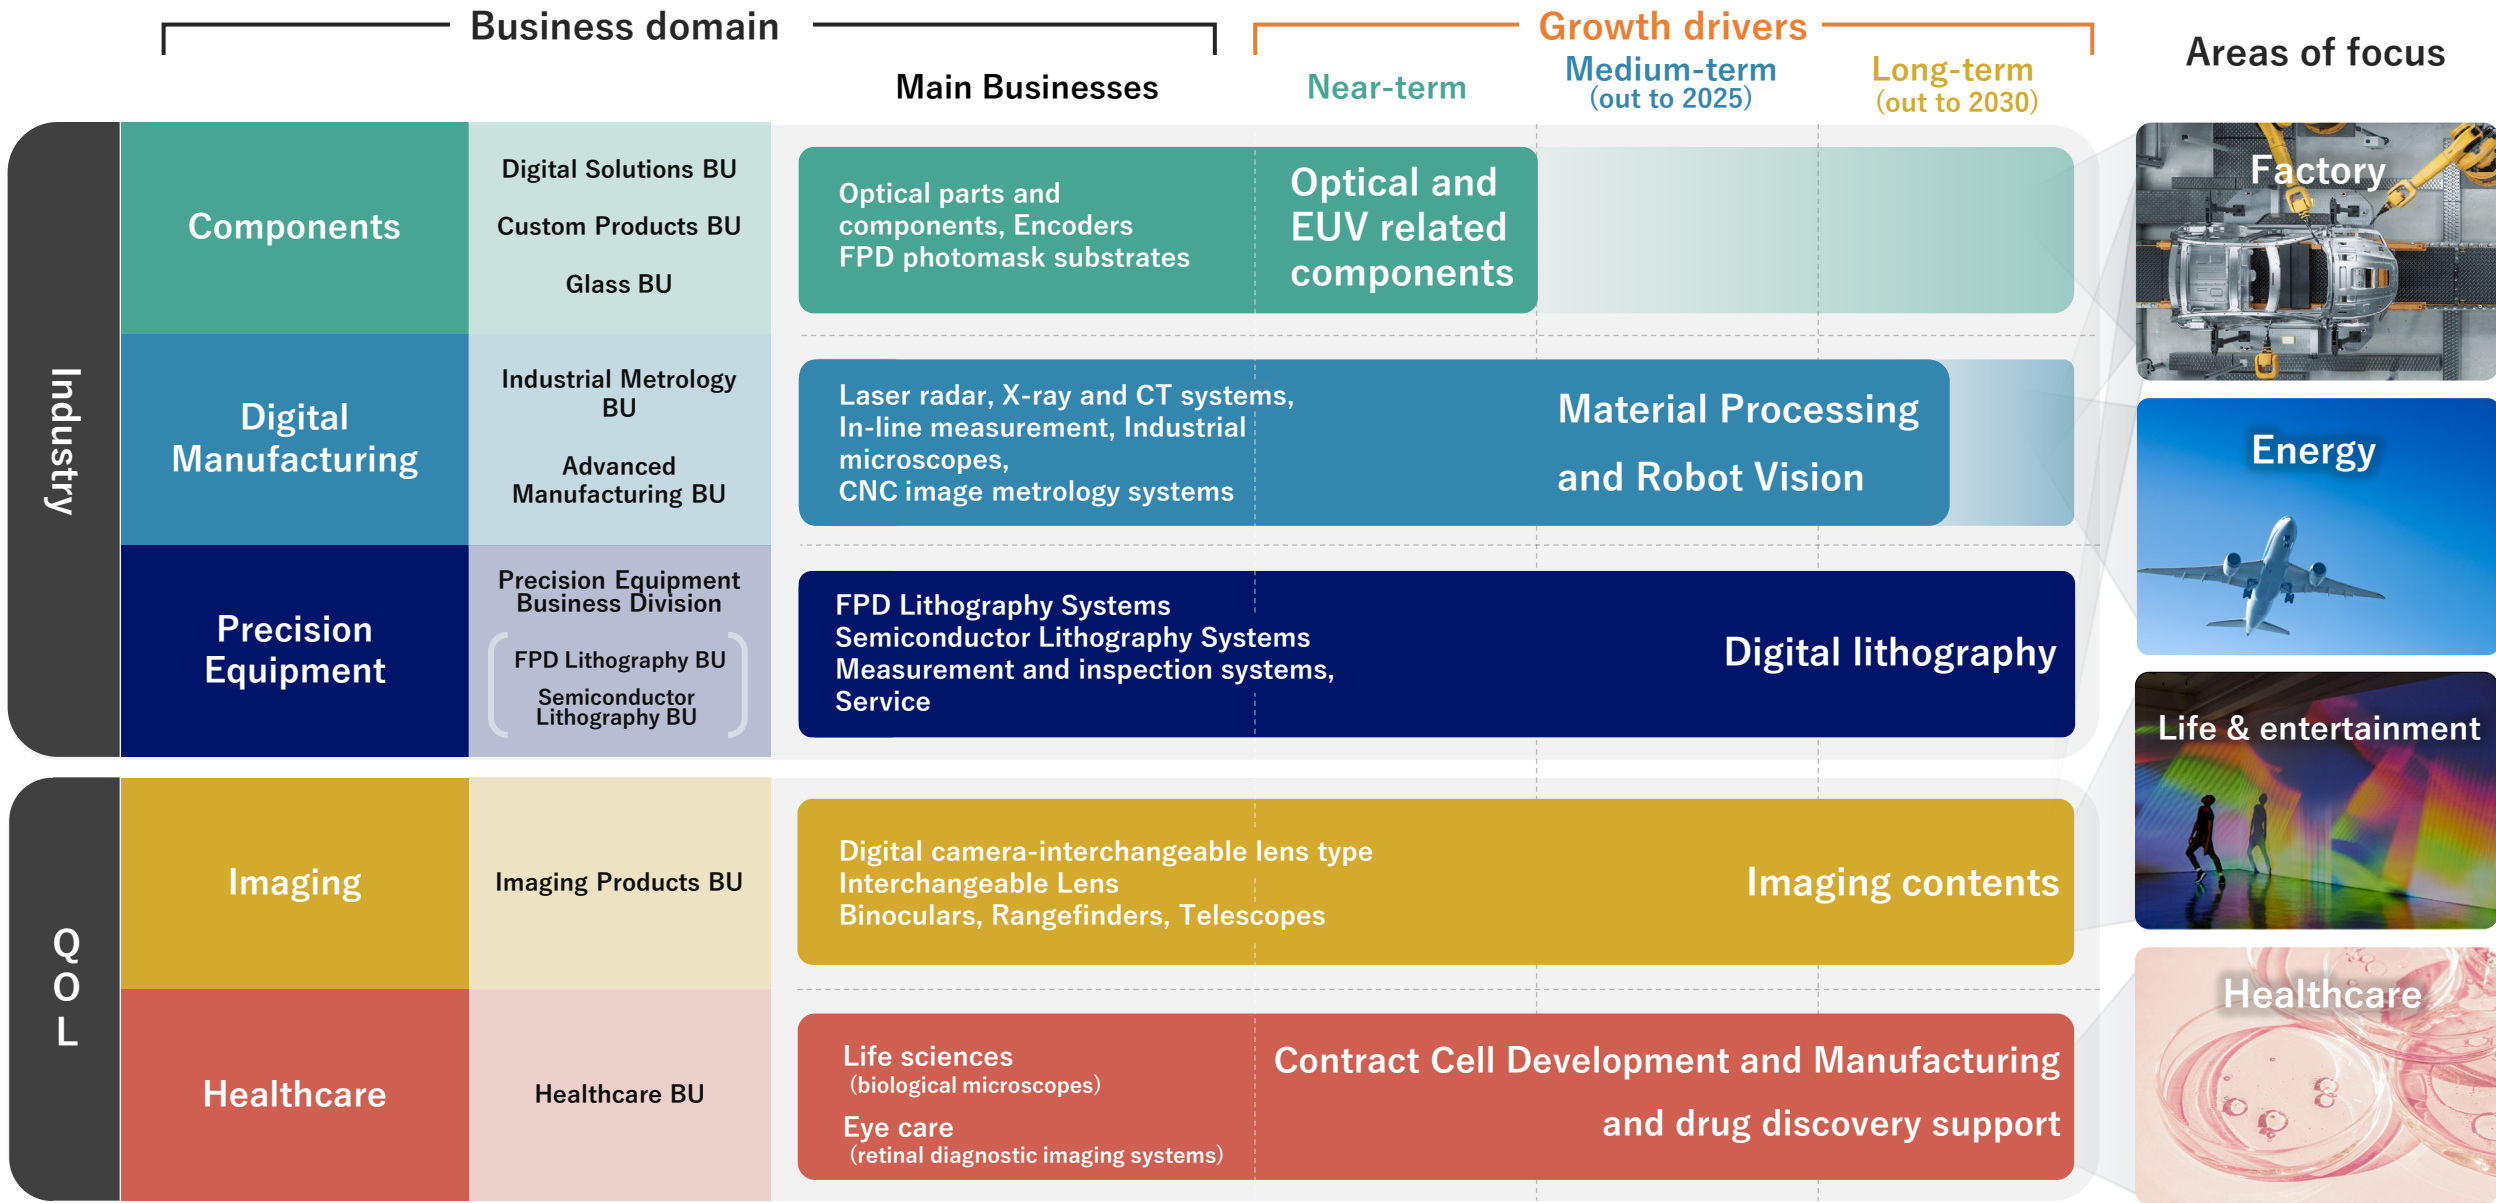 Business domain
Growth drivers
Areas of focus
Main Businesses
Near-term
Medium-term
(out to 2025)
Long-term
(out to 2030)
Industry
Components
Digital Solutions BU
Custom Products BU
Glass BU
Optical parts and
components, Encoders
FPD photomask substrates
Optical and
EUV related
components
Digital
Manufacturing
Industrial Metrology
BU
Advanced
Manufacturing BU
Laser radar, X-ray and CT systems,
In-line measurement, Industrial
microscopes,
CNC image metrology systems
Material Processing
and Robot Vision
Precision
Equipment
Precision Equipment
Business Division
FPD Lithography BU
Semiconductor
Lithography BU
FPD Lithography Systems
Semiconductor Lithography Systems
Measurement and inspection systems,
Service
Digital lithography
QOL
Imaging
Imaging Products BU
Digital camera-interchangeable lens type
Interchangeable Lens
Binoculars, Rangefinders, Telescopes
Imaging contents
Healthcare
Healthcare BU
Life sciences
(biological microscopes)
Eye care
(retinal diagnostic imaging systems)
Contract Cell Development and Manufacturing
and drug discovery support
Factory
Energy
Life & entertainment
Healthcare